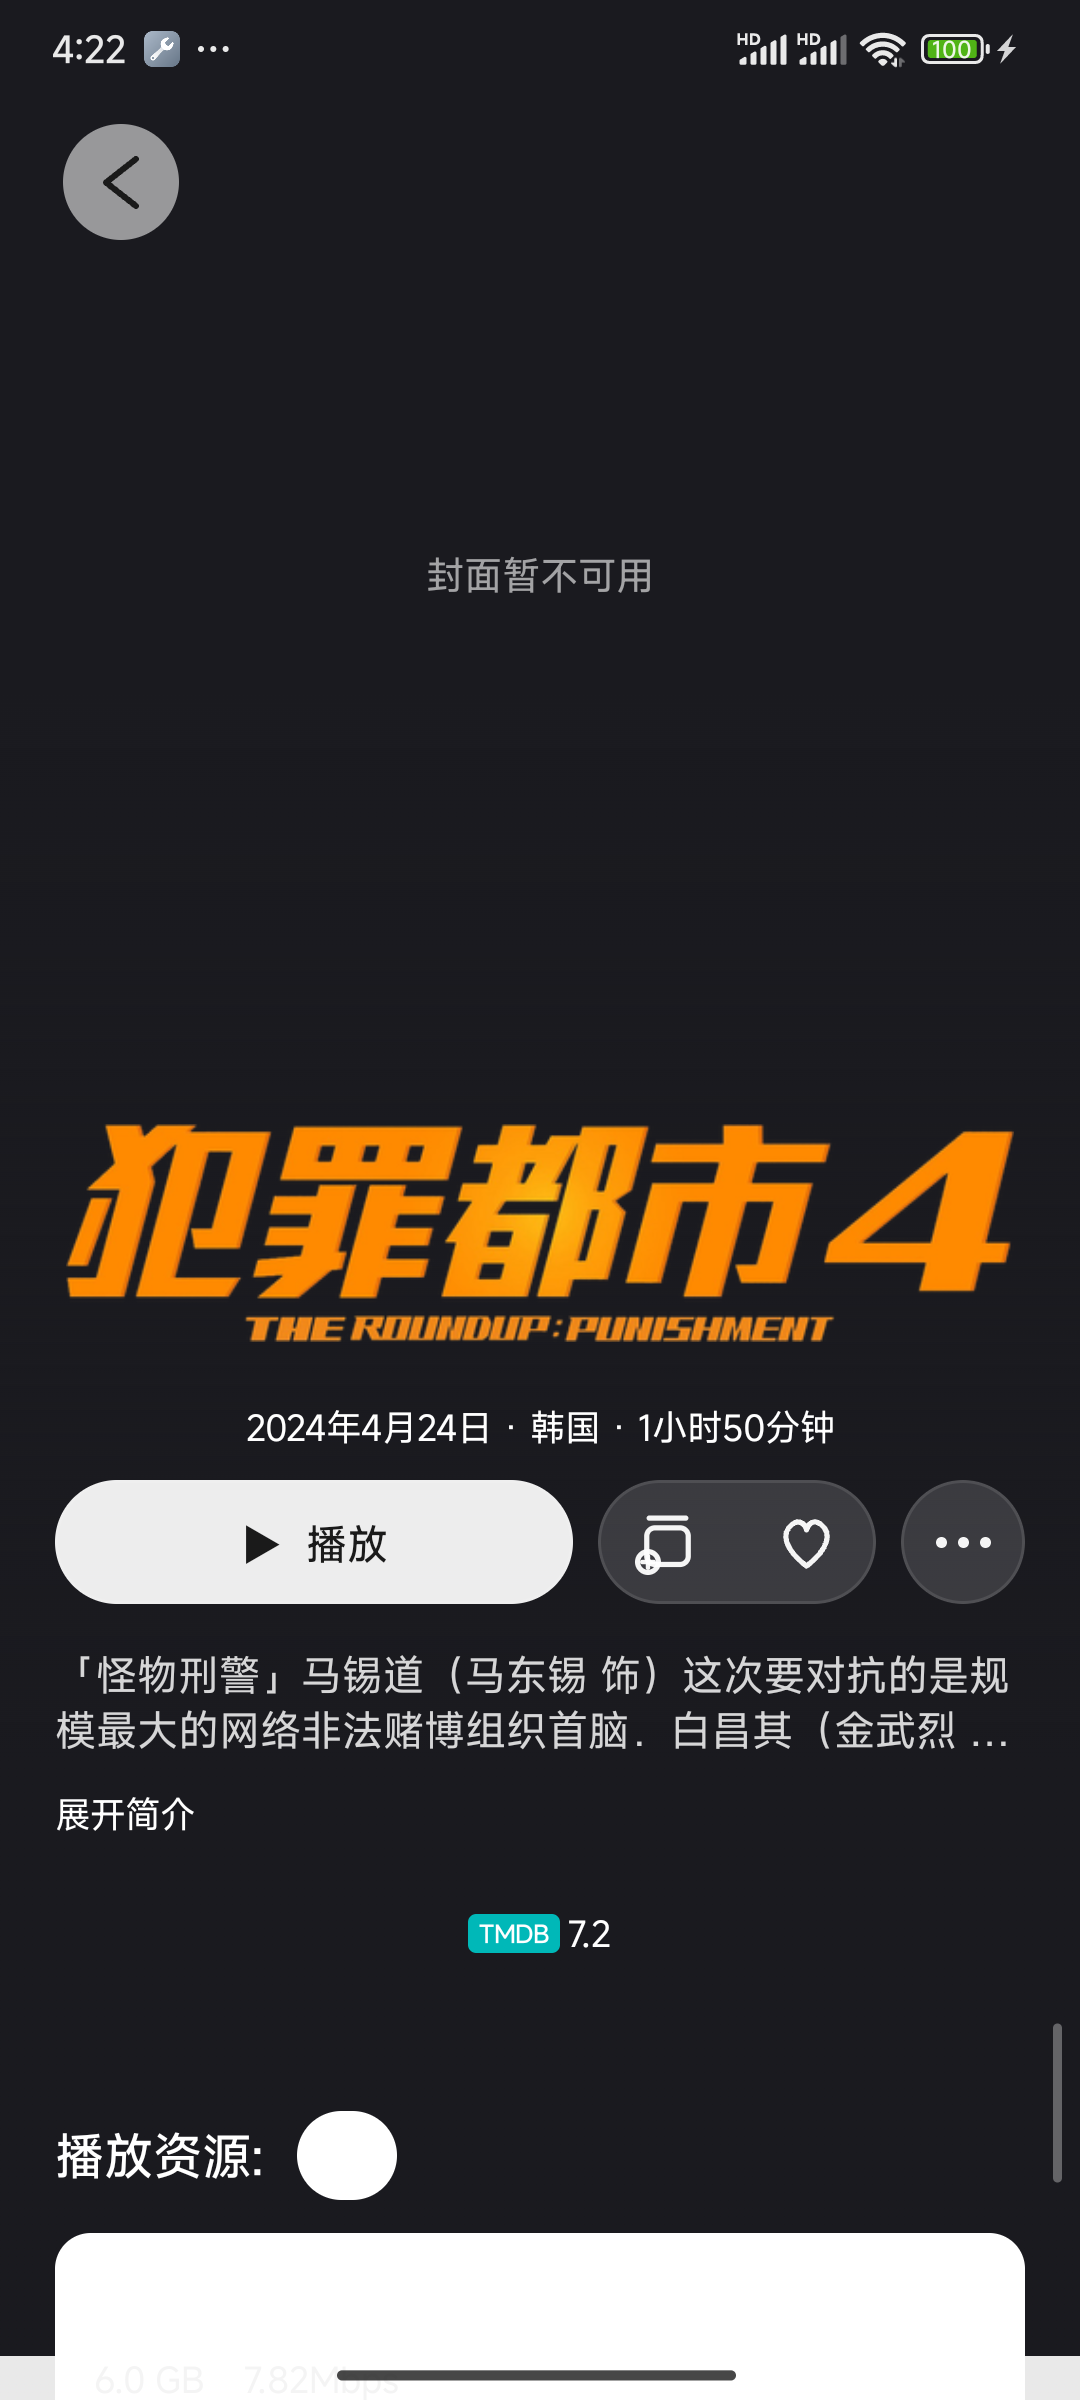 4:22
HD HD 100
封面暂不可用
犯罪都市4
THE ROUNDUP:PUNISHMENT
2024年4月24日 · 韩国 · 1小时50分钟
播放
「怪物刑警」马锡道（马东锡 饰）这次要对抗的是规
模最大的网络非法赌博组织首脑．白昌其（金武烈 ...
展开简介
TMDB 7.2
播放资源:
6.0 GB 7.82Mbps